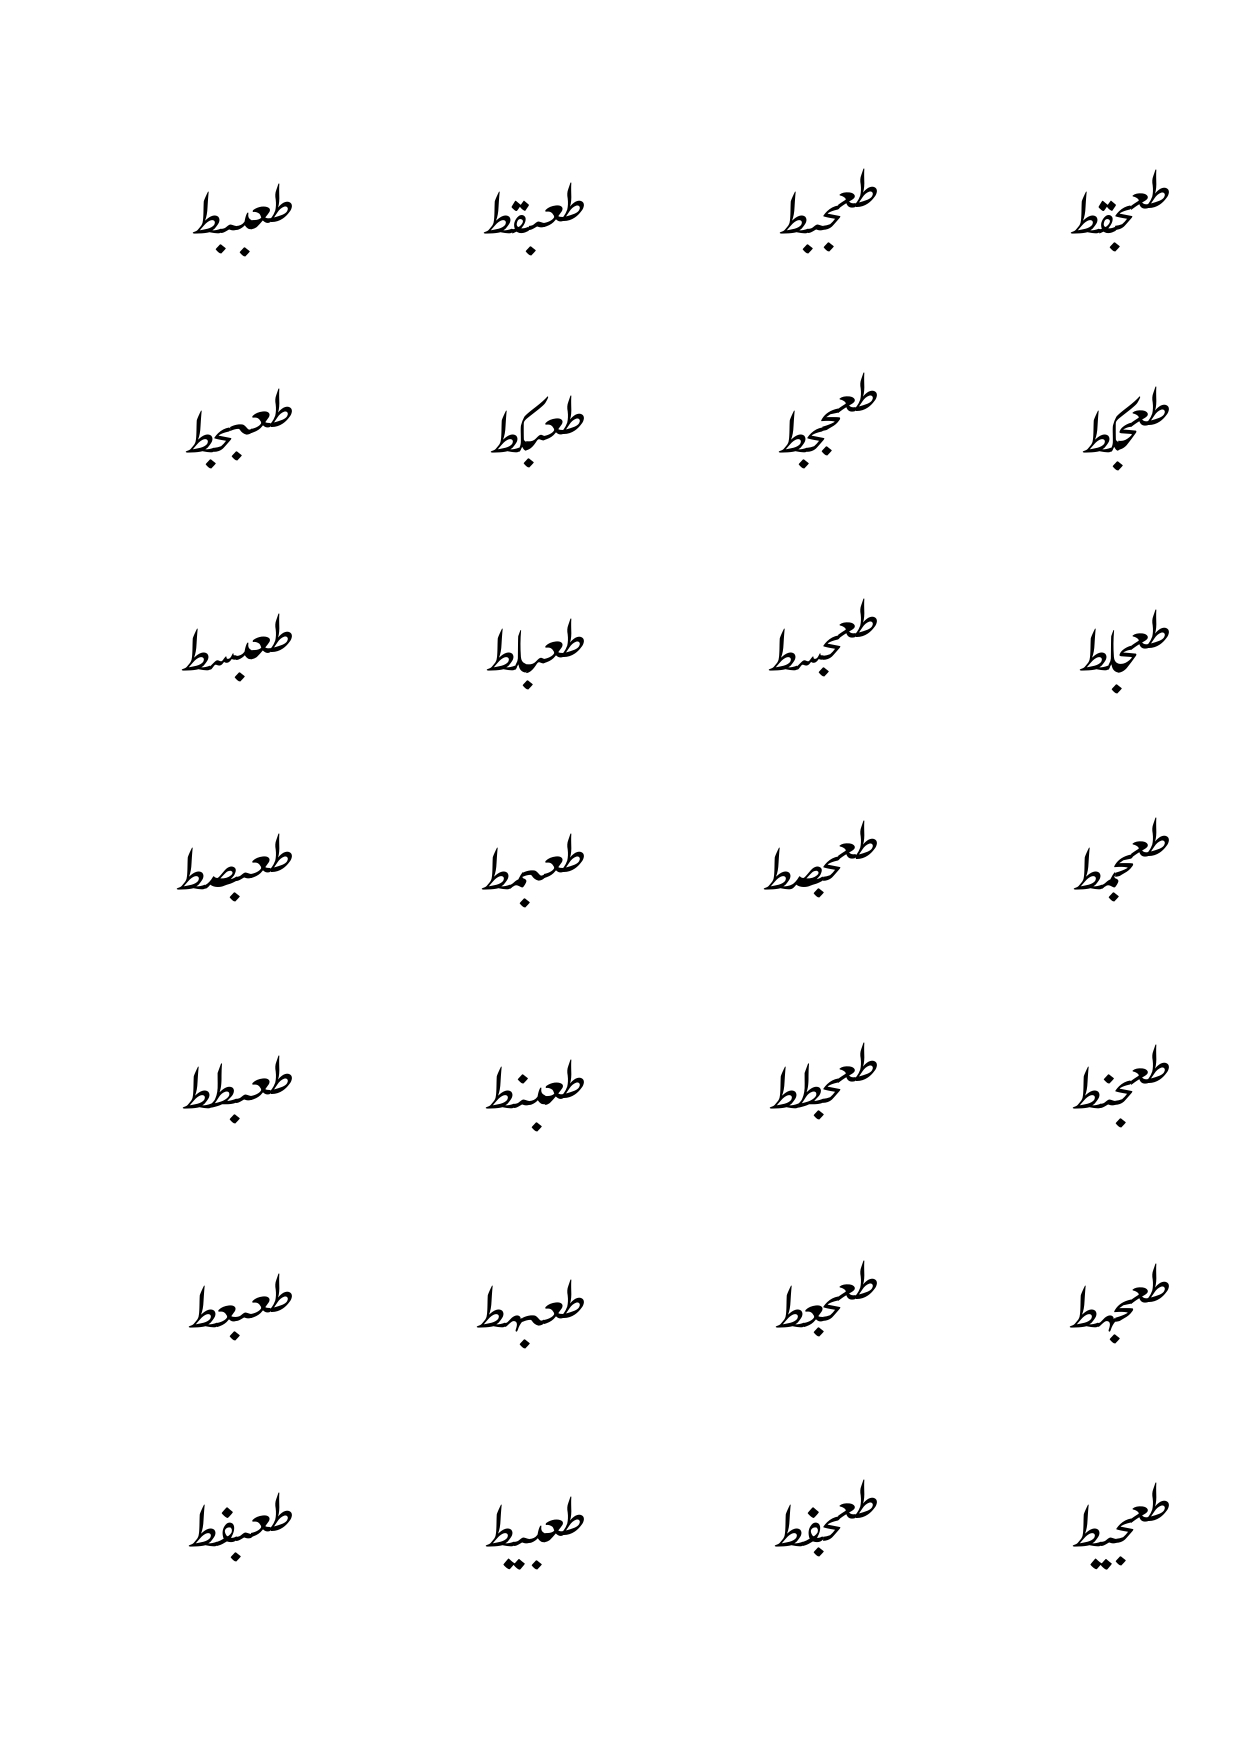 طعجقط طعجبط طعبقط طعببط
طعجكط طعججط طعبكط طعبجط
طعجلط طعجسط طعبلط طعبسط
طعجمط طعجصط طعبمط طعبصط
طعجنط طعجطط طعبنط طعبطط
طعجهط طعجعط طعبهط طعبعط
طعجيط طعجفط طعبيط طعبفط